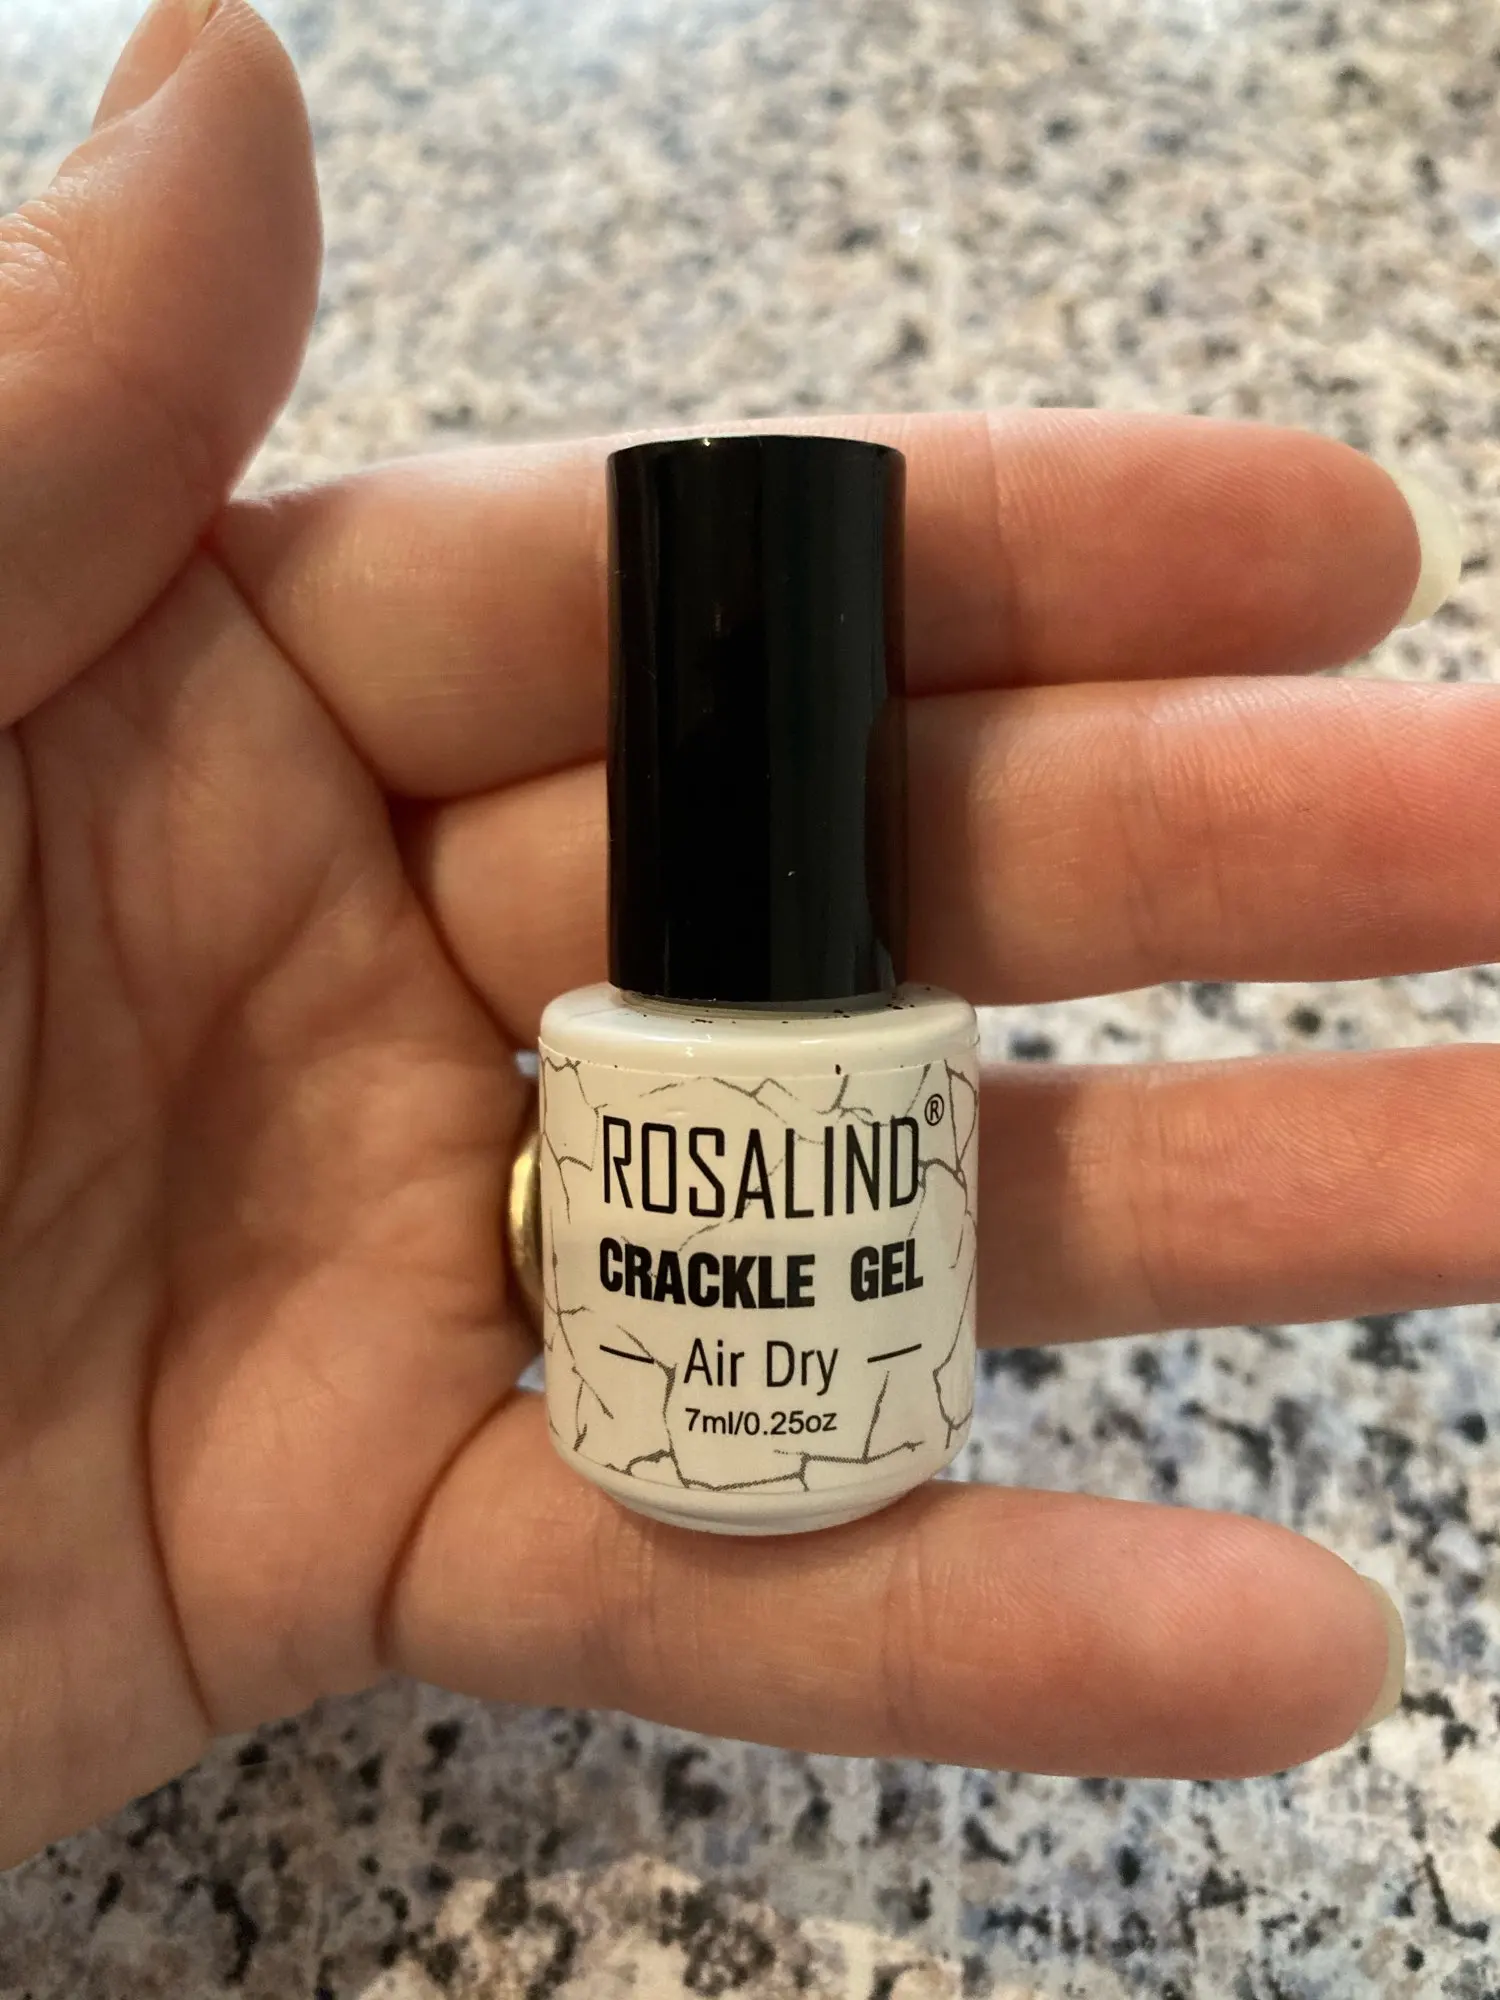 ROSALIND®
CRACKLE GEL
Air Dry
7ml/0.25oz